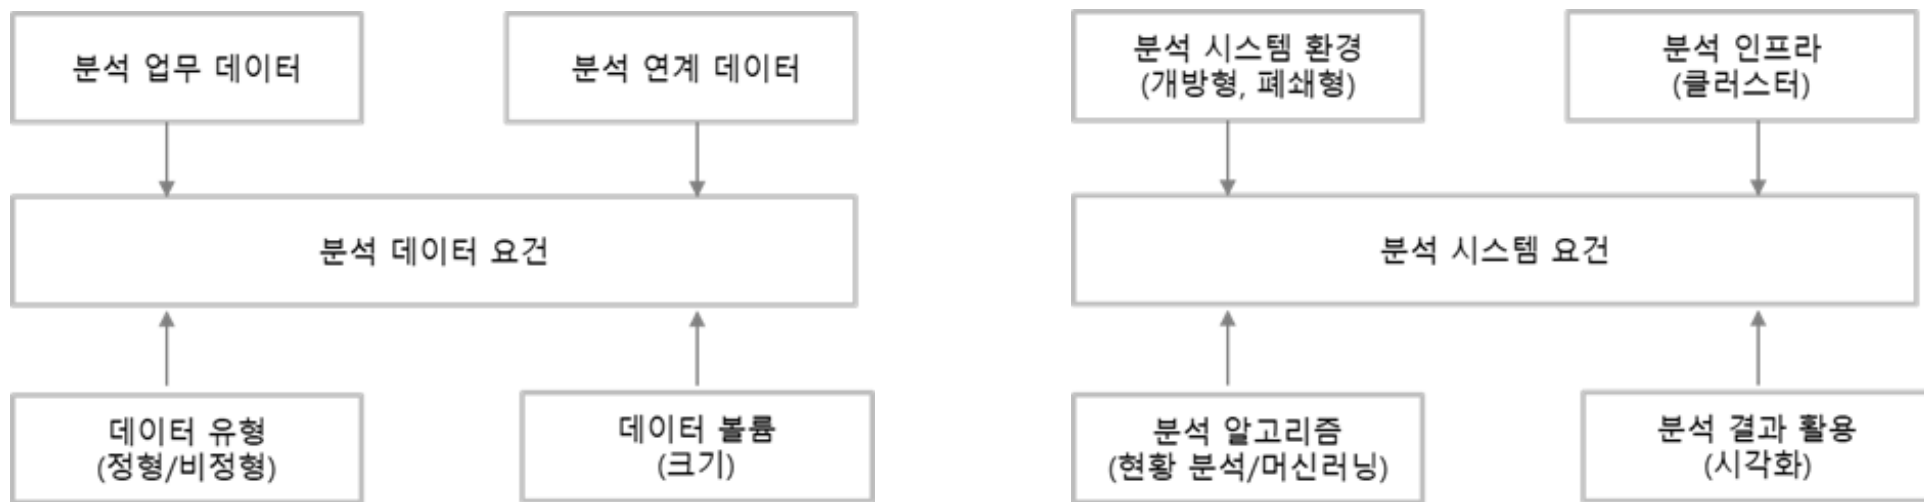 분석 업무 데이터
분석 연계 데이터
분석 데이터 요건
데이터 유형
(정형/비정형)
데이터 볼륨
(크기)
분석 시스템 환경
(개방형, 폐쇄형)
분석 인프라
(클러스터)
분석 시스템 요건
분석 알고리즘
(현황 분석/머신러닝)
분석 결과 활용
(시각화)